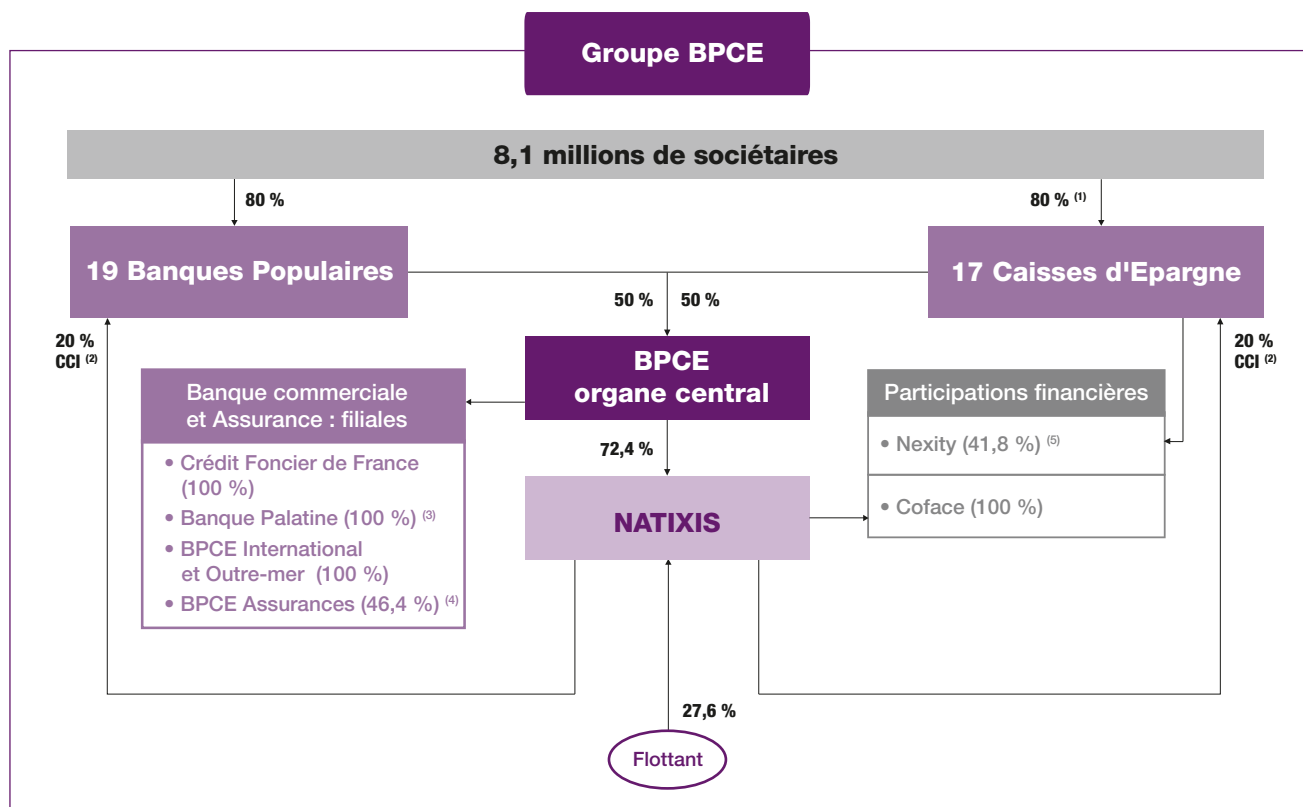 Groupe BPCE
8,1 millions de sociétaires
80 %
80 % (1)
19 Banques Populaires
17 Caisses d'Epargne
50 %
50 %
20 %
CCI (2)
20 %
CCI (2)
BPCE
organe central
Banque commerciale
et Assurance : filiales
• Crédit Foncier de France
(100 %)
• Banque Palatine (100 %) (3)
• BPCE International
et Outre-mer (100 %)
• BPCE Assurances (46,4 %) (4)
Participations financières
• Nexity (41,8 %) (5)
• Coface (100 %)
72,4 %
NATIXIS
27,6 %
Flottant